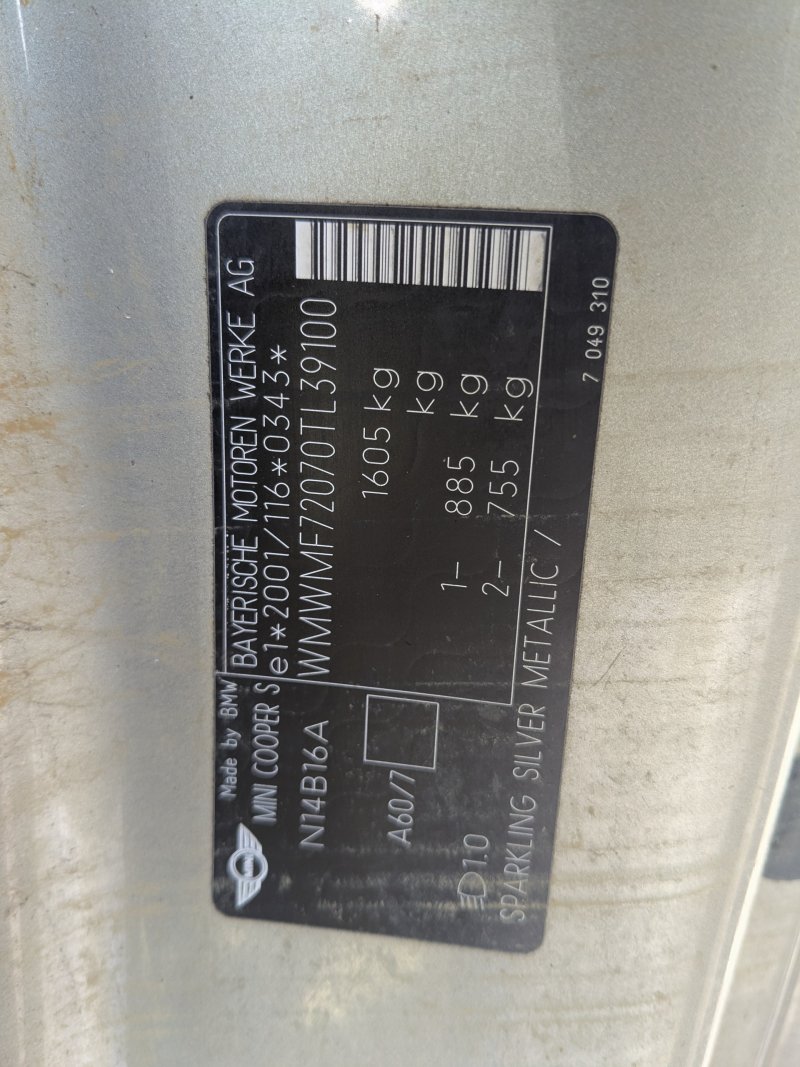 Made by BMW
MINI COOPER S
N14B16A
A60/7
1.0
BAYERISCHE MOTOREN WERKE AG
e1*2001/116*0343*
WMWMF72070TL39100
1605 kg
kg
1– 885 kg
2– 755 kg
SPARKLING SILVER METALLIC /
7 049 310